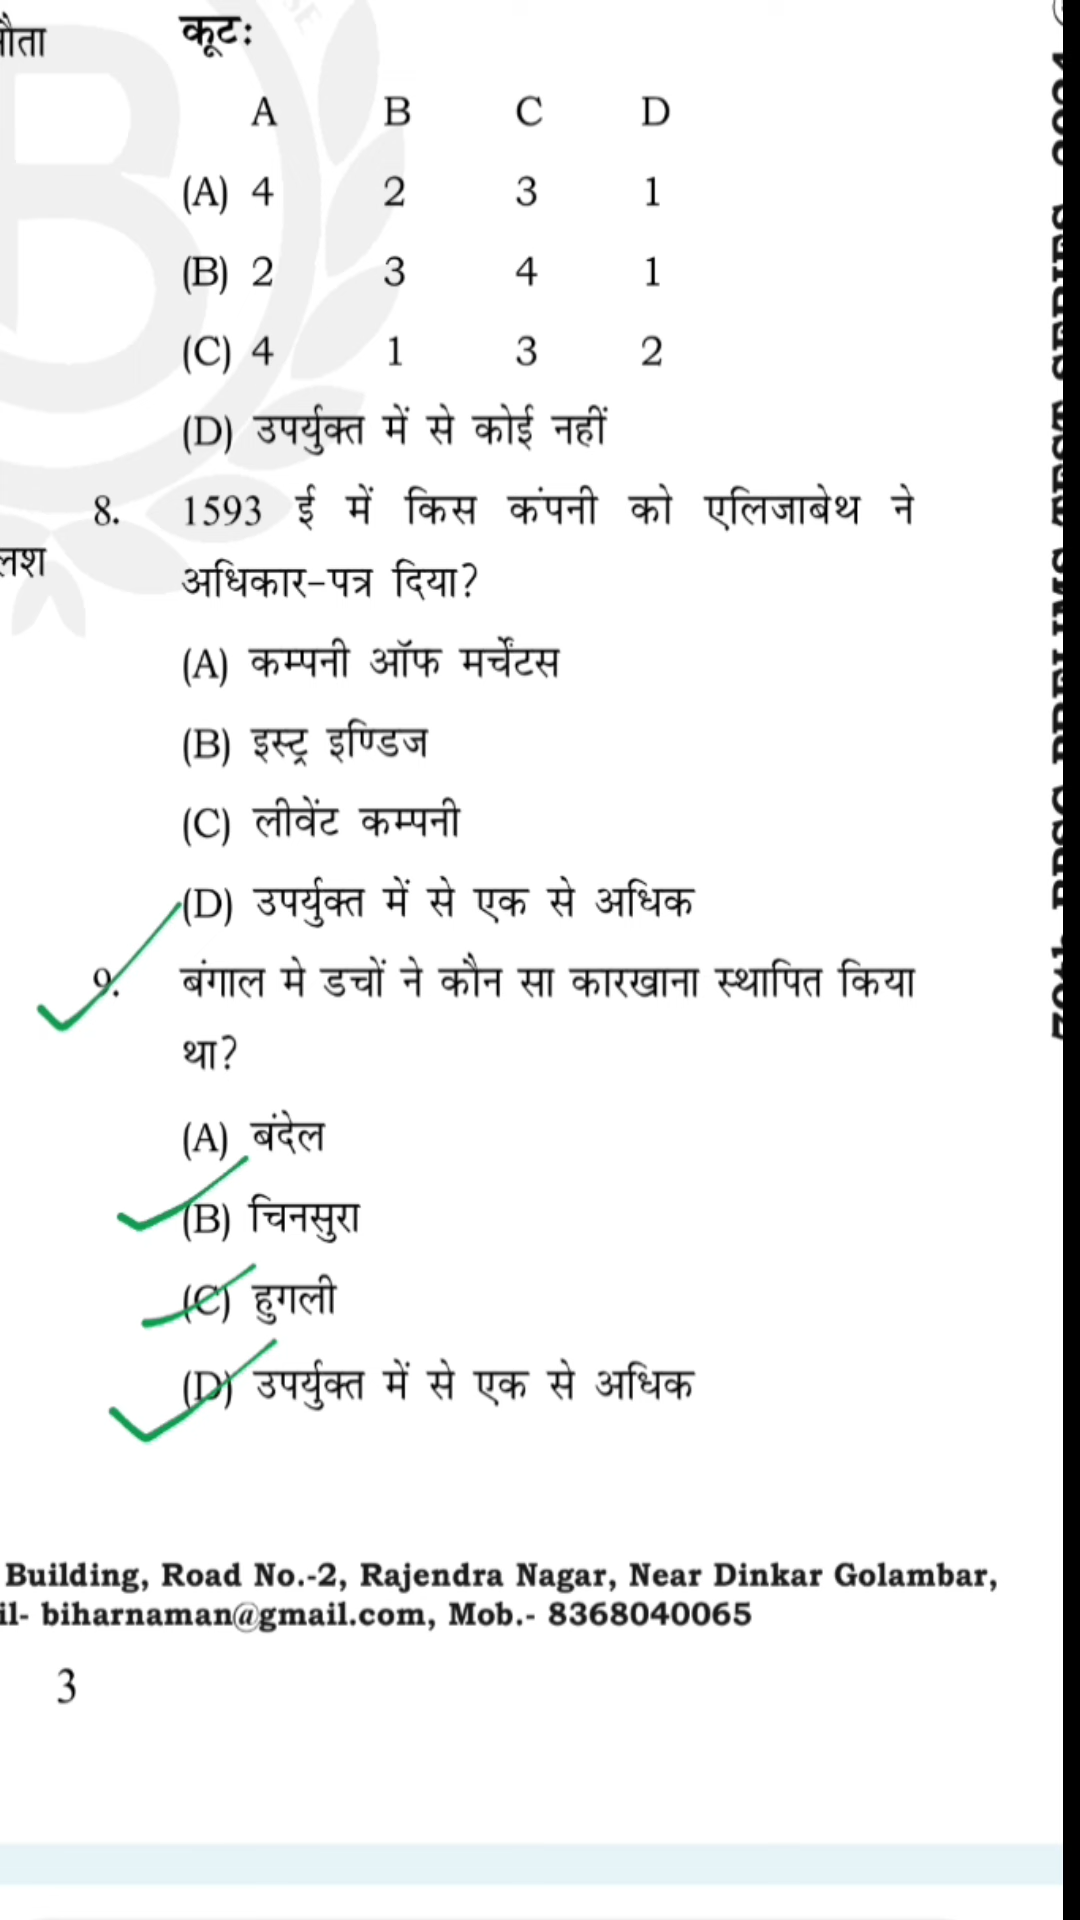 कूटः
A B C D
(A) 4 2 3 1
(B) 2 3 4 1
(C) 4 1 3 2
(D) उपर्युक्त में से कोई नहीं
8. 1593 ई में किस कंपनी को एलिजाबेथ ने
अधिकार-पत्र दिया?
(A) कम्पनी ऑफ मर्चेंटस
(B) इस्ट्र इण्डिज
(C) लीवेंट कम्पनी
(D) उपर्युक्त में से एक से अधिक
9. बंगाल मे डचों ने कौन सा कारखाना स्थापित किया
था?
(A) बंदेल
(B) चिनसुरा
(C) हुगली
(D) उपर्युक्त में से एक से अधिक
Building, Road No.-2, Rajendra Nagar, Near Dinkar Golambar,
il- biharnaman@gmail.com, Mob.- 8368040065
3